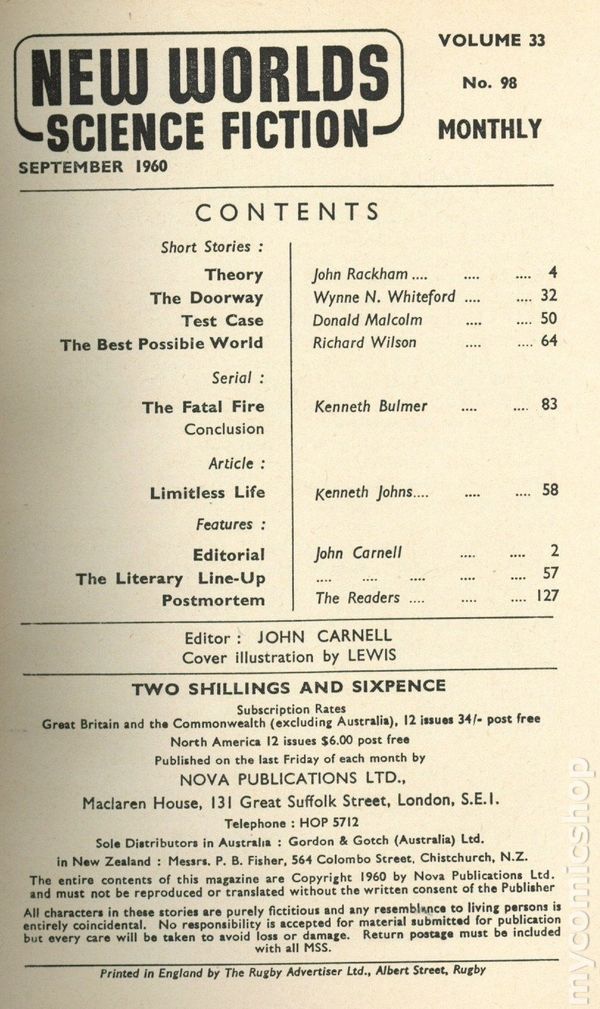 NEW WORLDS
SCIENCE FICTION
VOLUME 33
No. 98
MONTHLY
SEPTEMBER 1960
CONTENTS
Short Stories :
Theory John Rackham .... .... .... 4
The Doorway Wynne N. Whiteford .... .... 32
Test Case Donald Malcolm .... .... 50
The Best Possible World Richard Wilson .... .... 64
Serial :
The Fatal Fire Kenneth Bulmer .... .... 83
Conclusion
Article :
Limitless Life Kenneth Johns.... .... .... 58
Features :
Editorial John Carnell .... .... 2
The Literary Line-Up .... .... .... .... .... 57
Postmortem The Readers .... .... .... 127
Editor : JOHN CARNELL
Cover illustration by LEWIS
TWO SHILLINGS AND SIXPENCE
Subscription Rates
Great Britain and the Commonwealth (excluding Australia), 12 issues 34/- post free
North America 12 issues $6.00 post free
Published on the last Friday of each month by
NOVA PUBLICATIONS LTD.,
Maclaren House, 131 Great Suffolk Street, London, S.E.1.
Telephone : HOP 5712
Sole Distributors in Australia : Gordon & Gotch (Australia) Ltd.
in New Zealand : Messrs. P. B. Fisher, 564 Colombo Street, Chistchurch, N.Z.
The entire contents of this magazine are Copyright 1960 by Nova Publications Ltd.
and must not be reproduced or translated without the written consent of the Publisher
All characters in these stories are purely fictitious and any resemblance to living persons is
entirely coincidental. No responsibility is accepted for material submitted for publication
but every care will be taken to avoid loss or damage. Return postage must be included
with all MSS.
Printed in England by The Rugby Advertiser Ltd., Albert Street, Rugby
mycomicshop